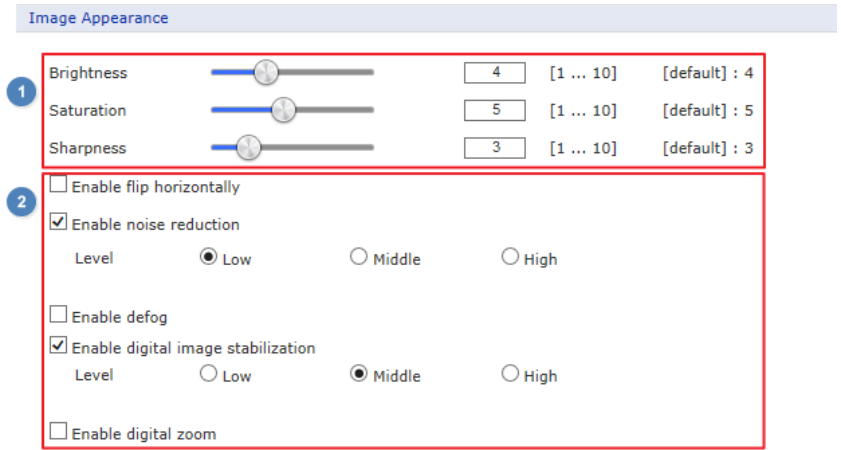 Image Appearance
1
Brightness 4 [1 ... 10] [default] : 4
Saturation 5 [1 ... 10] [default] : 5
Sharpness 3 [1 ... 10] [default] : 3
2
Enable flip horizontally
Enable noise reduction
Level Low Middle High
Enable defog
Enable digital image stabilization
Level Low Middle High
Enable digital zoom